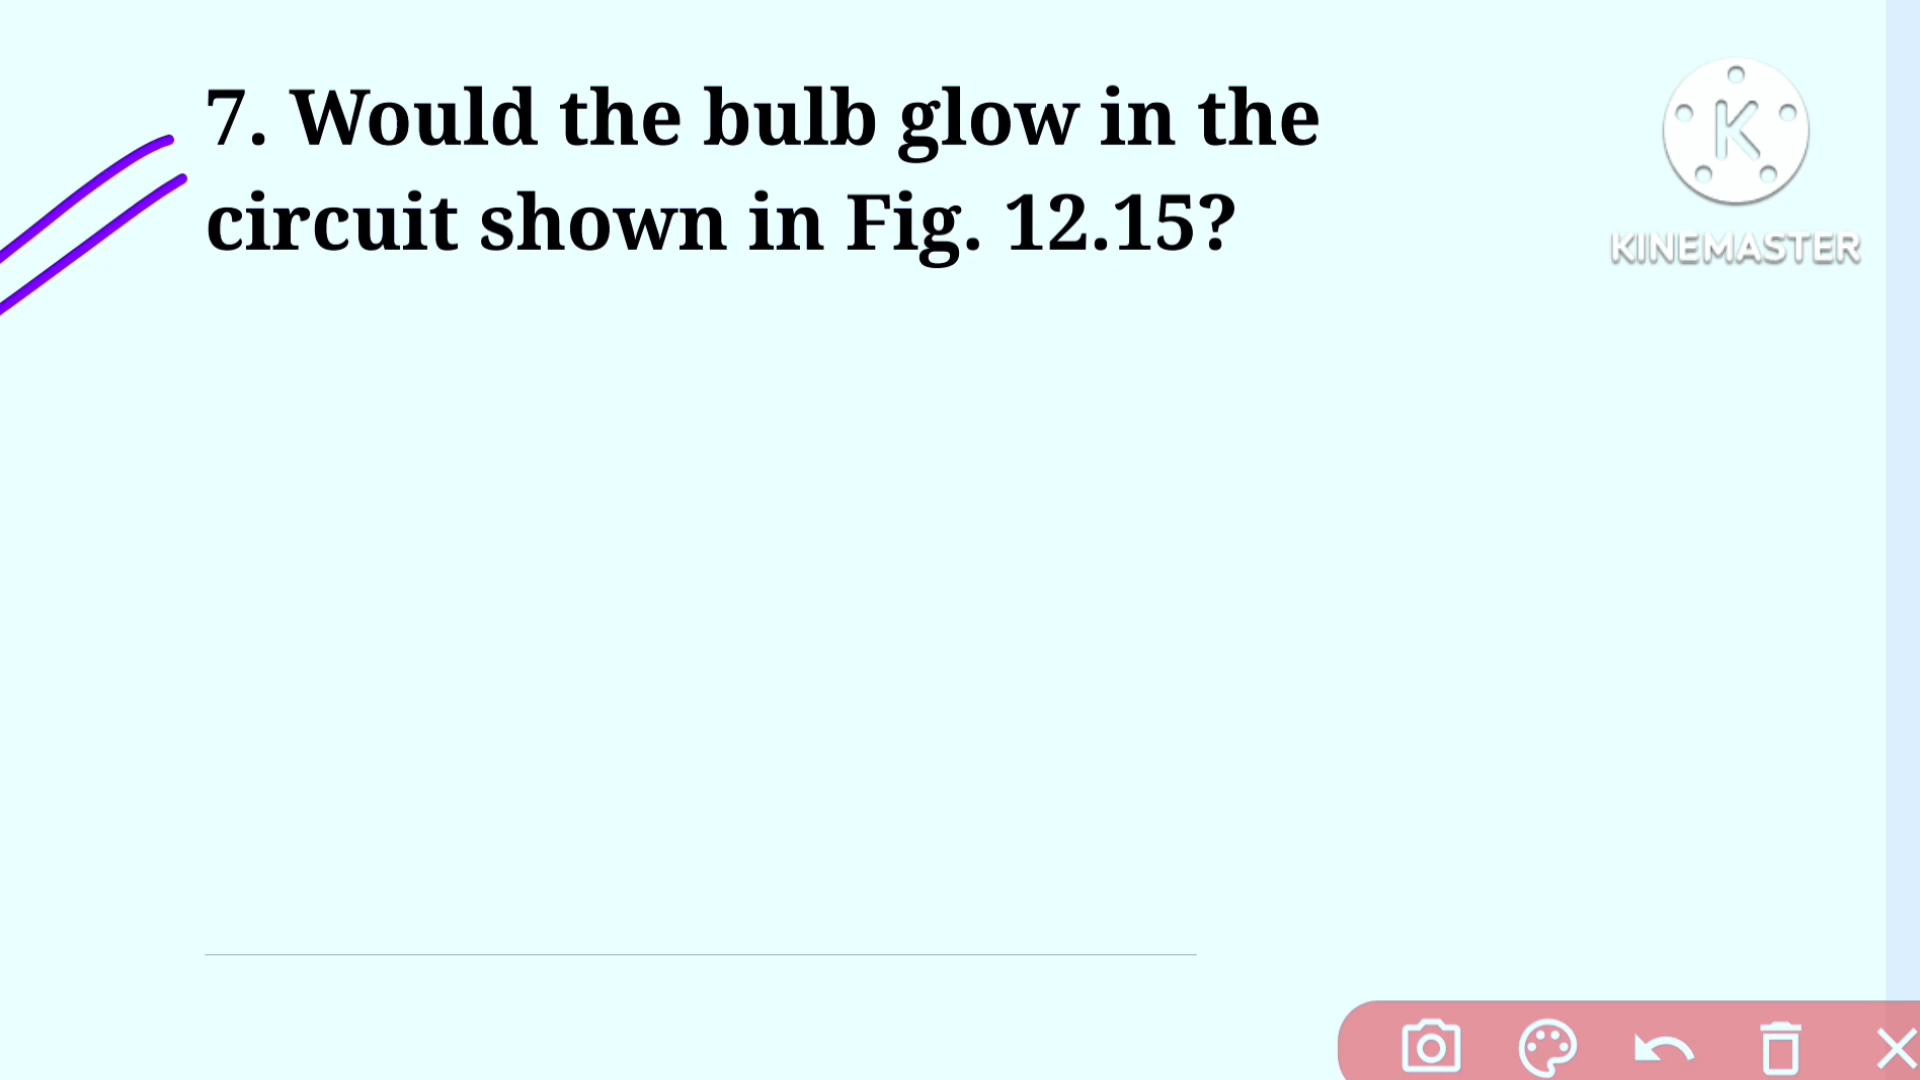 7. Would the bulb glow in the
circuit shown in Fig. 12.15?
K
KINEMASTER